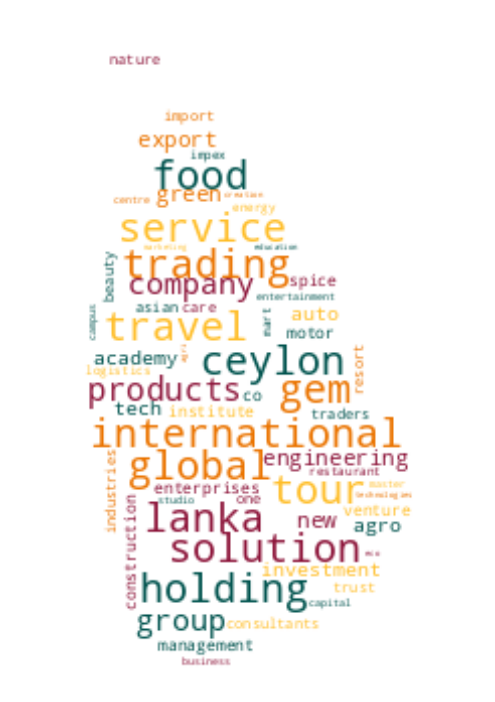 nature
import
export
impex
food
green
creation
centre
energy
service
marketing
education
trading
beauty
company
spice
entertainment
campus
asian
care
mart
auto
travel
motor
academy
agri
ceylon
resort
logistics
products
co
gem
tech
institute
traders
international
global
engineering
restaurant
industries
enterprises
tour
master
technologies
studio
one
venture
lanka
new
agro
construction
solution
eco
investment
holding
trust
capital
group
consultants
management
business